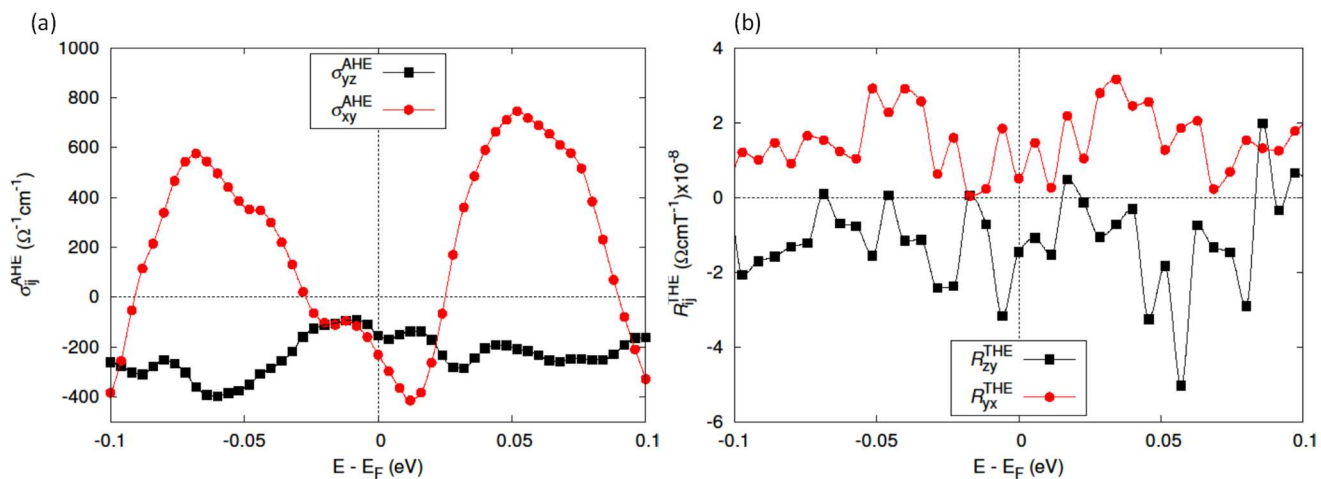 (a)
1000
800
600
400
200
0
-200
-400
σ_ij^AHE (Ω⁻¹cm⁻¹)
σ_yz^AHE
σ_xy^AHE
-0.1 -0.05 0 0.05 0.1
E - E_F (eV)
(b)
4
2
0
-2
-4
-6
R_ij^THE (ΩcmT⁻¹)x10⁻⁸
R_zy^THE
R_yx^THE
-0.1 -0.05 0 0.05 0.1
E - E_F (eV)